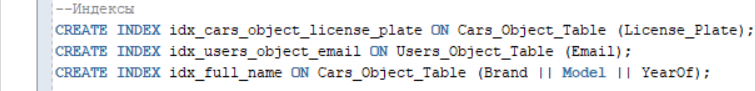 --Индексы
CREATE INDEX idx_cars_object_license_plate ON Cars_Object_Table (License_Plate);
CREATE INDEX idx_users_object_email ON Users_Object_Table (Email);
CREATE INDEX idx_full_name ON Cars_Object_Table (Brand || Model || YearOf);